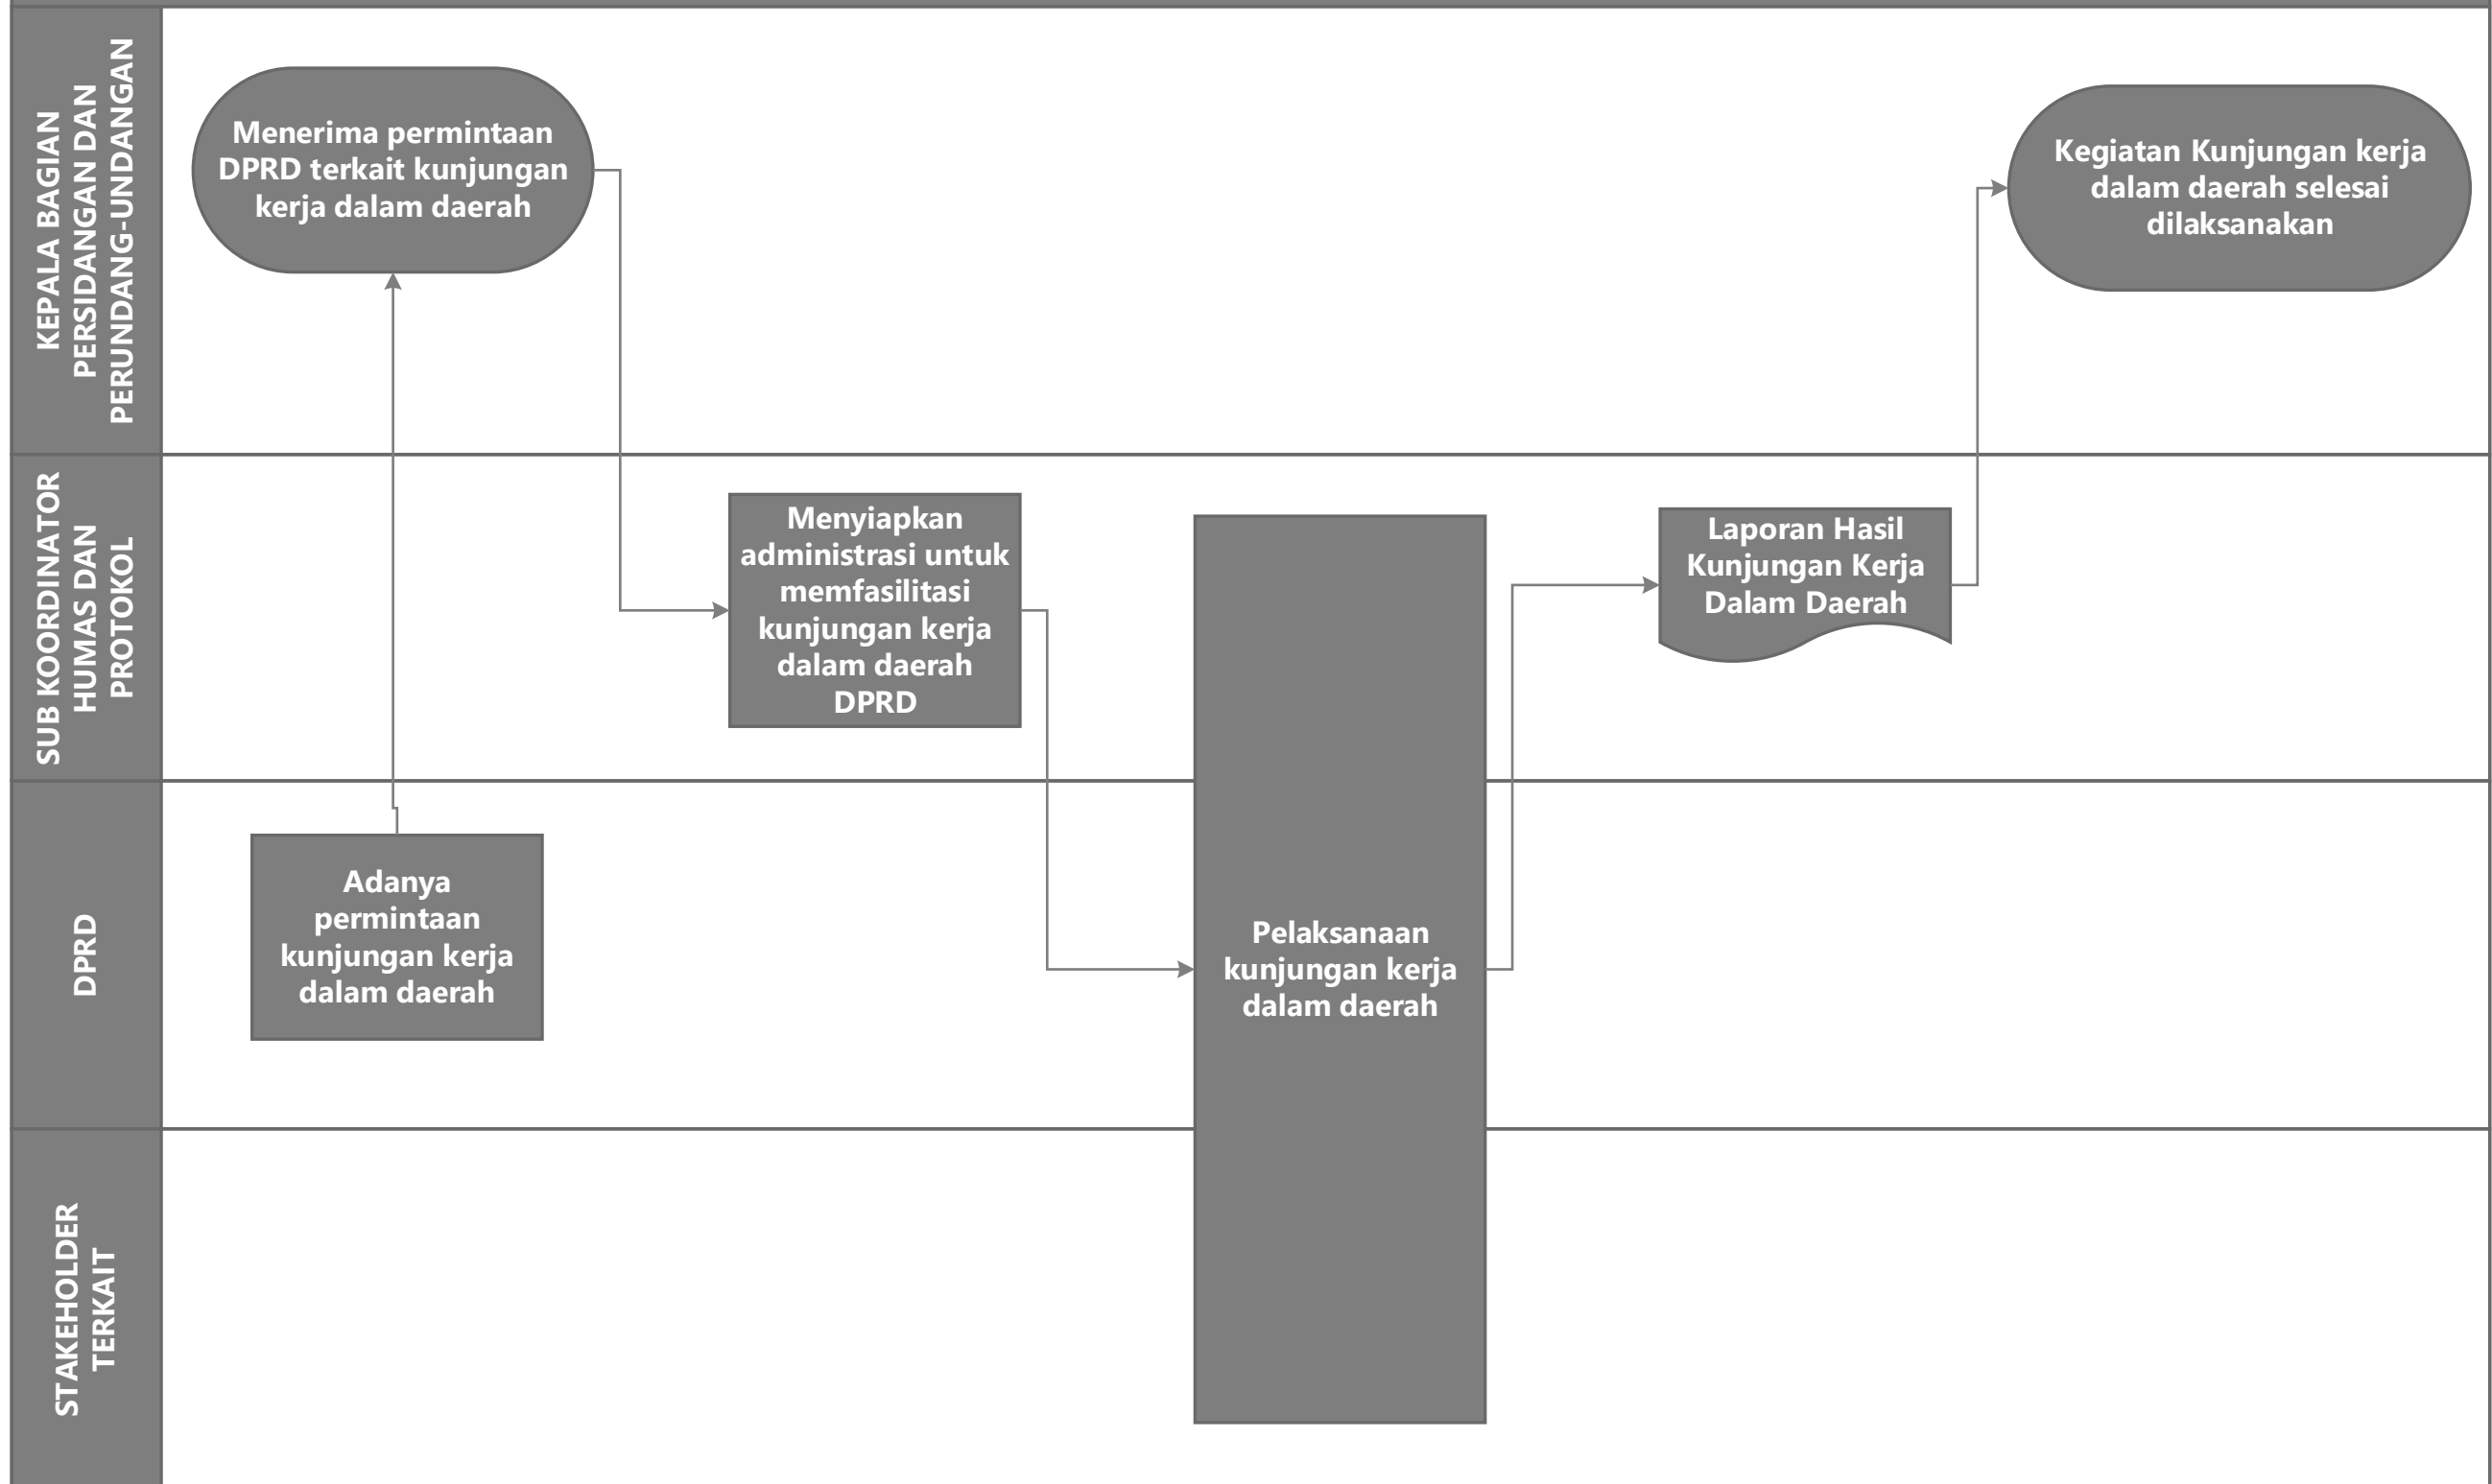 KEPALA BAGIAN
PERSIDANGAN DAN
PERUNDANG-UNDANGAN
Menerima permintaan
DPRD terkait kunjungan
kerja dalam daerah
Kegiatan Kunjungan kerja
dalam daerah selesai
dilaksanakan
SUB KOORDINATOR
HUMAS DAN
PROTOKOL
Menyiapkan
administrasi untuk
memfasilitasi
kunjungan kerja
dalam daerah
DPRD
Laporan Hasil
Kunjungan Kerja
Dalam Daerah
DPRD
Adanya
permintaan
kunjungan kerja
dalam daerah
Pelaksanaan
kunjungan kerja
dalam daerah
STAKEHOLDER
TERKAIT